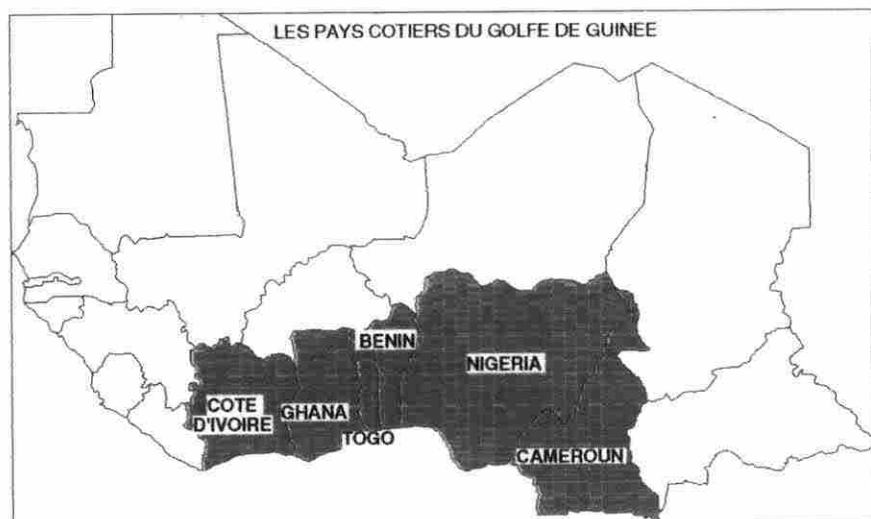 LES PAYS COTIERS DU GOLFE DE GUINEE
BENIN
NIGERIA
COTE
D'IVOIRE
GHANA
TOGO
CAMEROUN